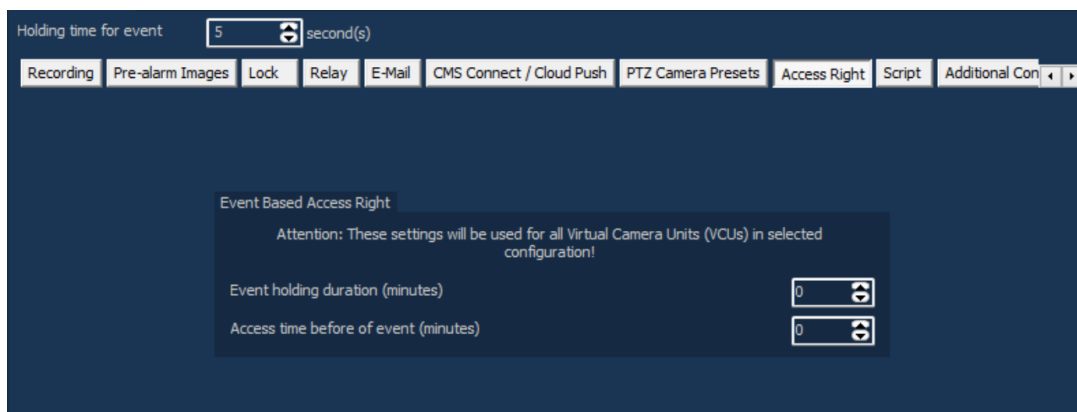 Holding time for event 5 second(s)
Recording Pre-alarm Images Lock Relay E-Mail CMS Connect / Cloud Push PTZ Camera Presets Access Right Script Additional Con
Event Based Access Right
Attention: These settings will be used for all Virtual Camera Units (VCUs) in selected
configuration!
Event holding duration (minutes) 0
Access time before of event (minutes) 0